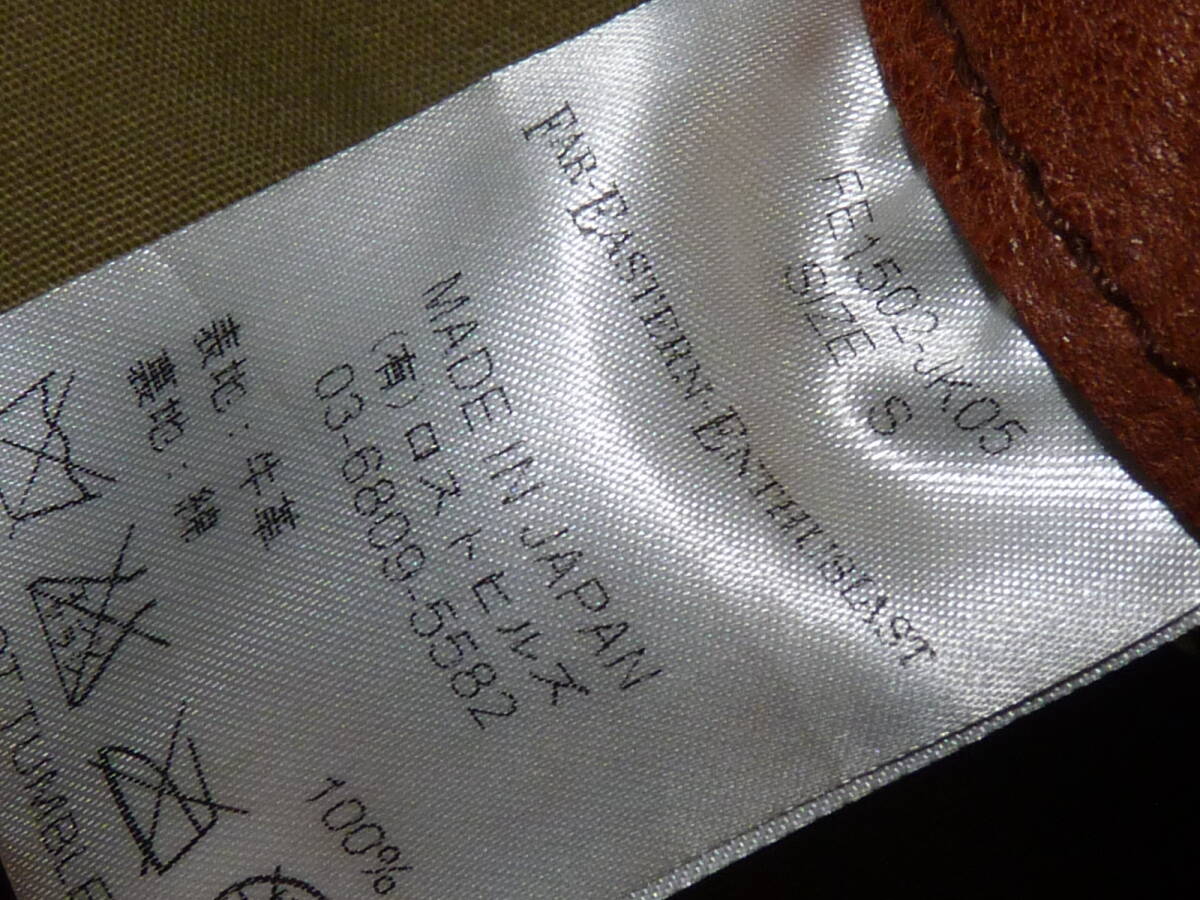 FE1502-JK05
SIZE S
FAR-EASTERN ENTHUSIAST
MADE IN JAPAN
(有)ロストヒルズ
03-6809-5582
表地:牛革
裏地:綿
100%
TUMBLE